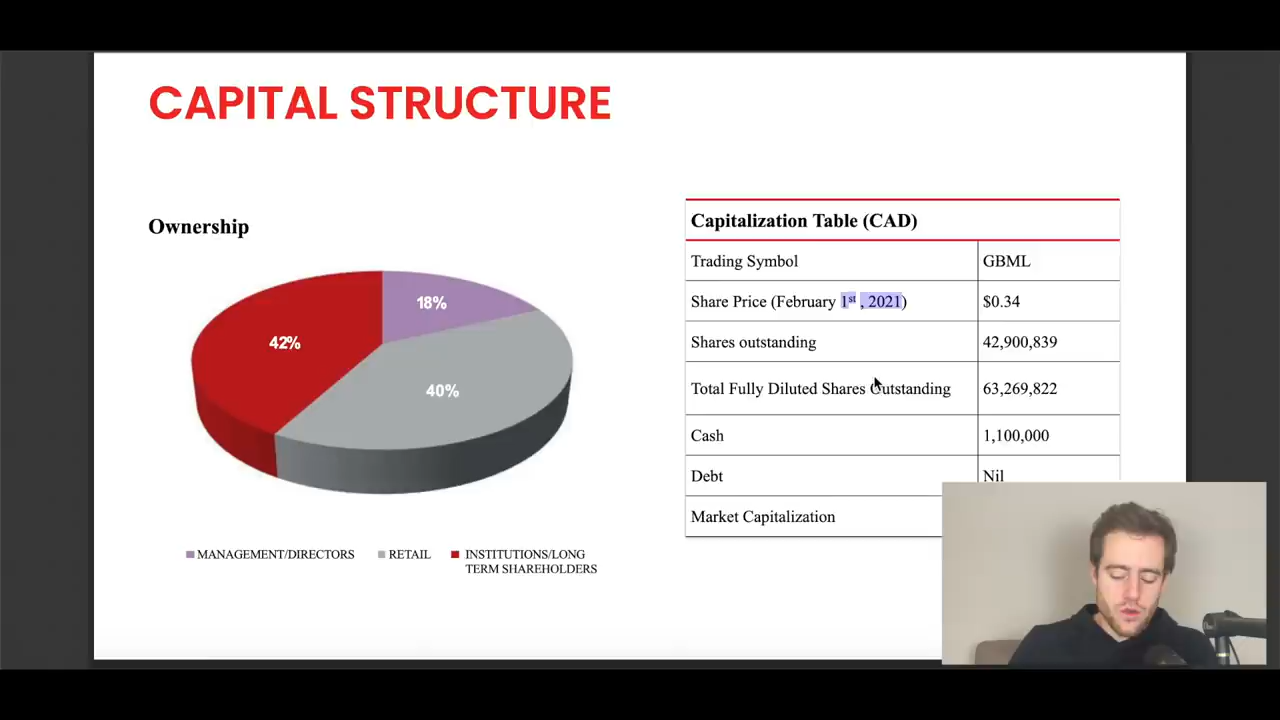 CAPITAL STRUCTURE
Ownership
18%
42%
40%
MANAGEMENT/DIRECTORS
RETAIL
INSTITUTIONS/LONG
TERM SHAREHOLDERS
Capitalization Table (CAD)
Trading Symbol GBML
Share Price (February 1st , 2021) $0.34
Shares outstanding 42,900,839
Total Fully Diluted Shares Outstanding 63,269,822
Cash 1,100,000
Debt Nil
Market Capitalization